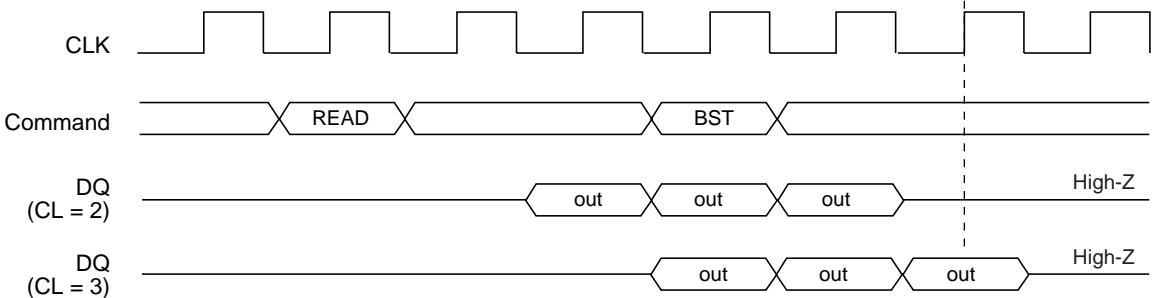 CLK
Command READ BST
DQ
(CL = 2) out out out High-Z
DQ
(CL = 3) out out out High-Z